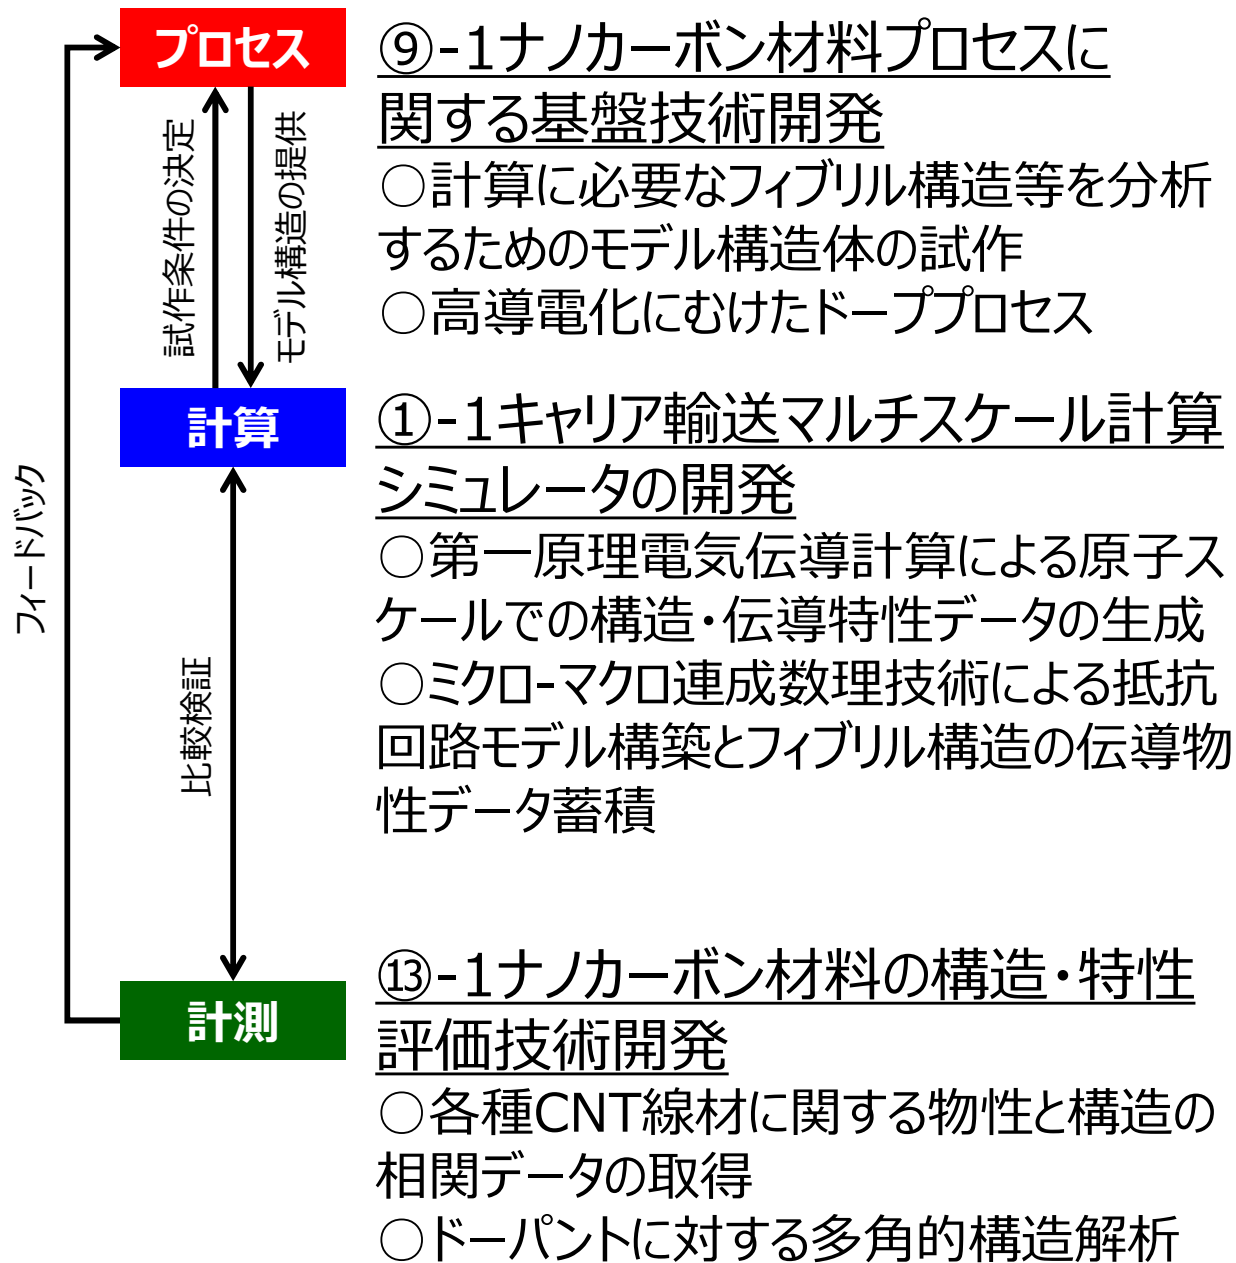 プロセス
⑨-1ナノカーボン材料プロセスに
関する基盤技術開発
○計算に必要なフィブリル構造等を分析
するためのモデル構造体の試作
○高導電化にむけたドーププロセス
試作条件の決定
モデル構造の提供
計算
①-1キャリア輸送マルチスケール計算
シミュレータの開発
○第一原理電気伝導計算による原子ス
ケールでの構造・伝導特性データの生成
○ミクロ-マクロ連成数理技術による抵抗
回路モデル構築とフィブリル構造の伝導物
性データ蓄積
フィードバック
比較検証
計測
⑬-1ナノカーボン材料の構造・特性
評価技術開発
○各種CNT線材に関する物性と構造の
相関データの取得
○ドーパントに対する多角的構造解析